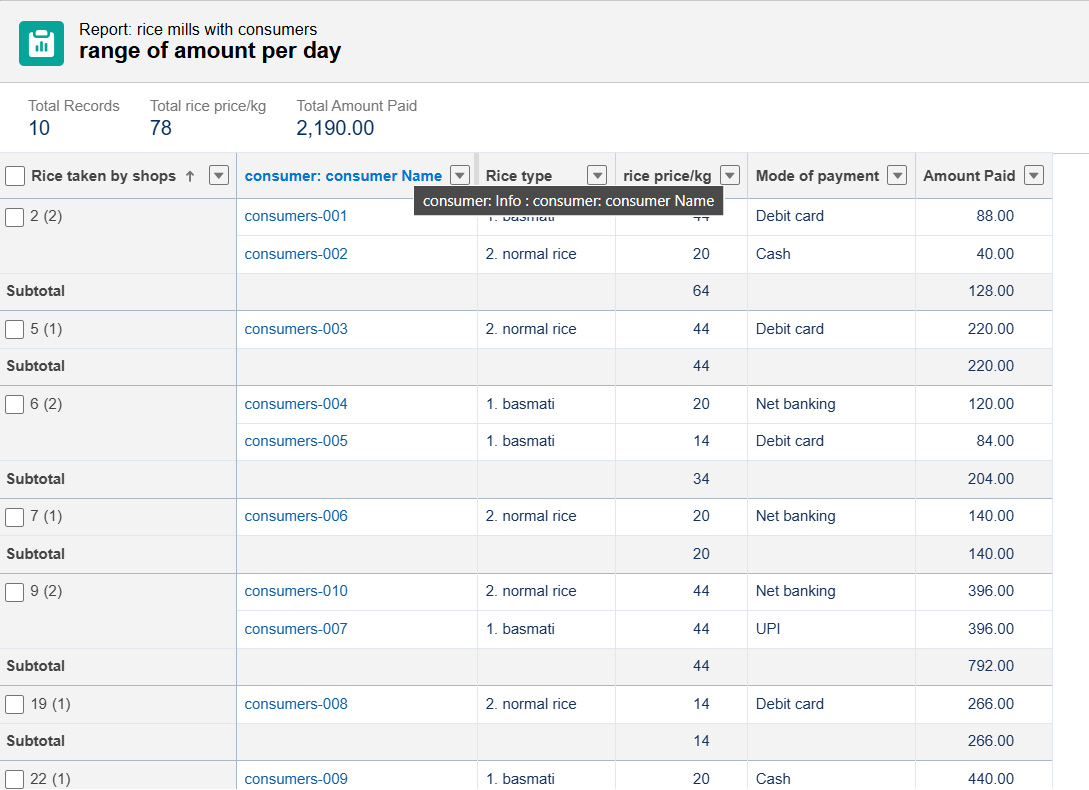 Report: rice mills with consumers
range of amount per day
Total Records Total rice price/kg Total Amount Paid
10 78 2,190.00
Rice taken by shops ↑ consumer: consumer Name Rice type rice price/kg Mode of payment Amount Paid
consumer: Info : consumer: consumer Name
2 (2) consumers-001 1. basmati 44 Debit card 88.00
consumers-002 2. normal rice 20 Cash 40.00
Subtotal 64 128.00
5 (1) consumers-003 2. normal rice 44 Debit card 220.00
Subtotal 44 220.00
6 (2) consumers-004 1. basmati 20 Net banking 120.00
consumers-005 1. basmati 14 Debit card 84.00
Subtotal 34 204.00
7 (1) consumers-006 2. normal rice 20 Net banking 140.00
Subtotal 20 140.00
9 (2) consumers-010 2. normal rice 44 Net banking 396.00
consumers-007 1. basmati 44 UPI 396.00
Subtotal 44 792.00
19 (1) consumers-008 2. normal rice 14 Debit card 266.00
Subtotal 14 266.00
22 (1) consumers-009 1. basmati 20 Cash 440.00